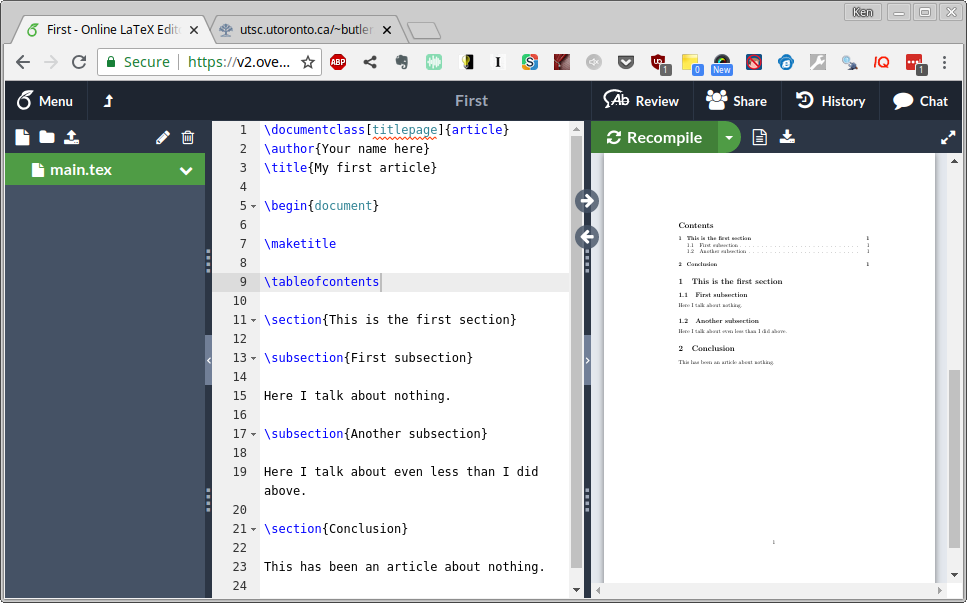 Ken
First - Online LaTeX Edit
utsc.utoronto.ca/~butler
Secure
https://v2.ove...
ABP
1
0
New
IQ
1
Menu
First
Review
Share
History
Chat
main.tex
Recompile
1 \documentclass[titlepage]{article}
2 \author{Your name here}
3 \title{My first article}
4
5 \begin{document}
6
7 \maketitle
8
9 \tableofcontents
10
11 \section{This is the first section}
12
13 \subsection{First subsection}
14
15 Here I talk about nothing.
16
17 \subsection{Another subsection}
18
19 Here I talk about even less than I did
above.
20
21 \section{Conclusion}
22
23 This has been an article about nothing.
24
Contents
1 This is the first section 1
1.1 First subsection . . . . . . . . . . . . . . . . . . . . . . . . . . . . . 1
1.2 Another subsection . . . . . . . . . . . . . . . . . . . . . . . . . . . 1
2 Conclusion 1
1 This is the first section
1.1 First subsection
Here I talk about nothing.
1.2 Another subsection
Here I talk about even less than I did above.
2 Conclusion
This has been an article about nothing.
1